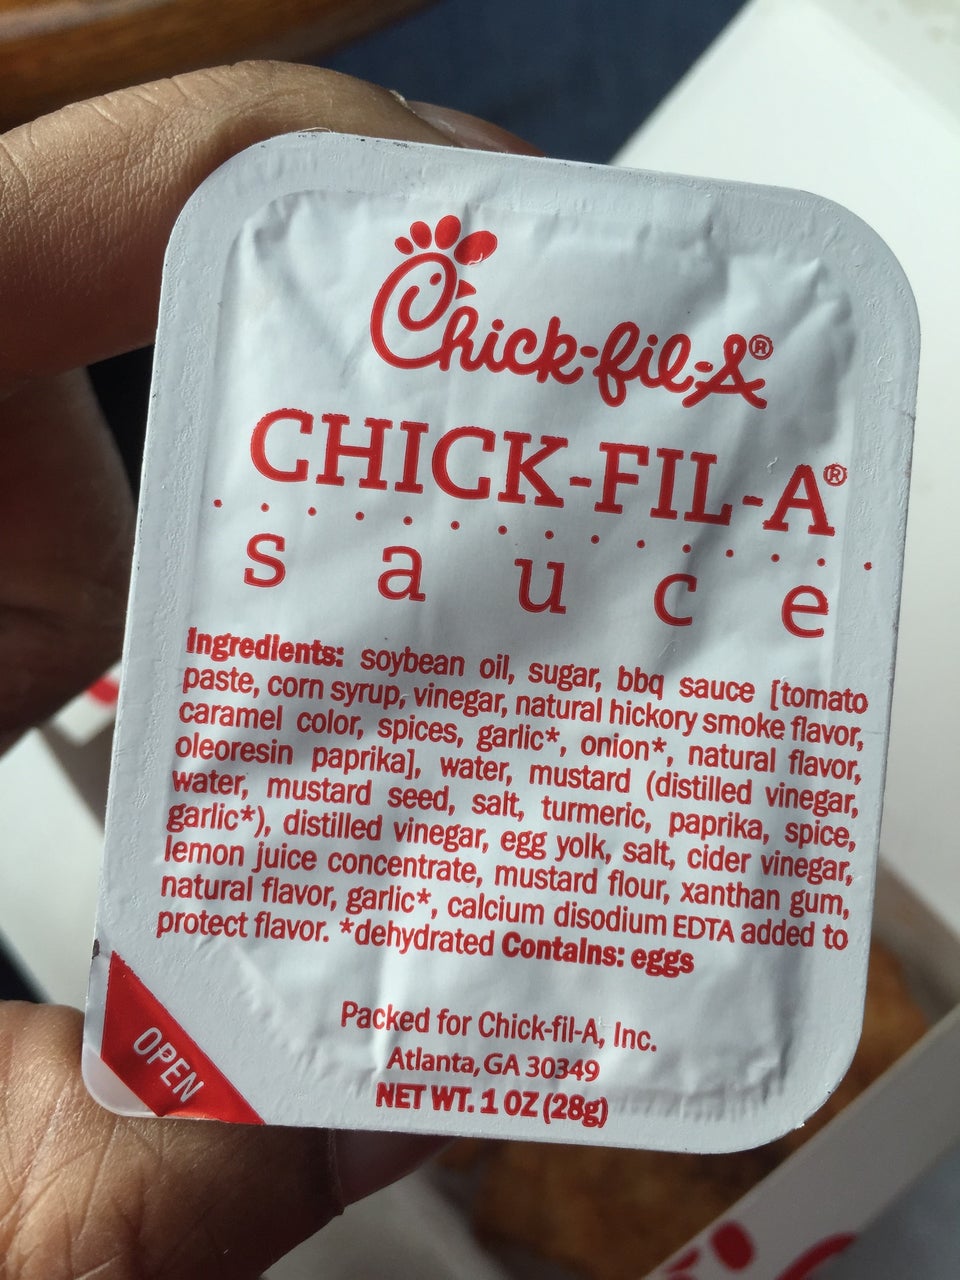 Chick-fil-A®
CHICK-FIL-A®
sauce
Ingredients: soybean oil, sugar, bbq sauce [tomato
paste, corn syrup, vinegar, natural hickory smoke flavor,
caramel color, spices, garlic*, onion*, natural flavor,
oleoresin paprika], water, mustard (distilled vinegar,
water, mustard seed, salt, turmeric, paprika, spice,
garlic*), distilled vinegar, egg yolk, salt, cider vinegar,
lemon juice concentrate, mustard flour, xanthan gum,
natural flavor, garlic*, calcium disodium EDTA added to
protect flavor. *dehydrated Contains: eggs
Packed for Chick-fil-A, Inc.
Atlanta, GA 30349
NET WT. 1 OZ (28g)
OPEN